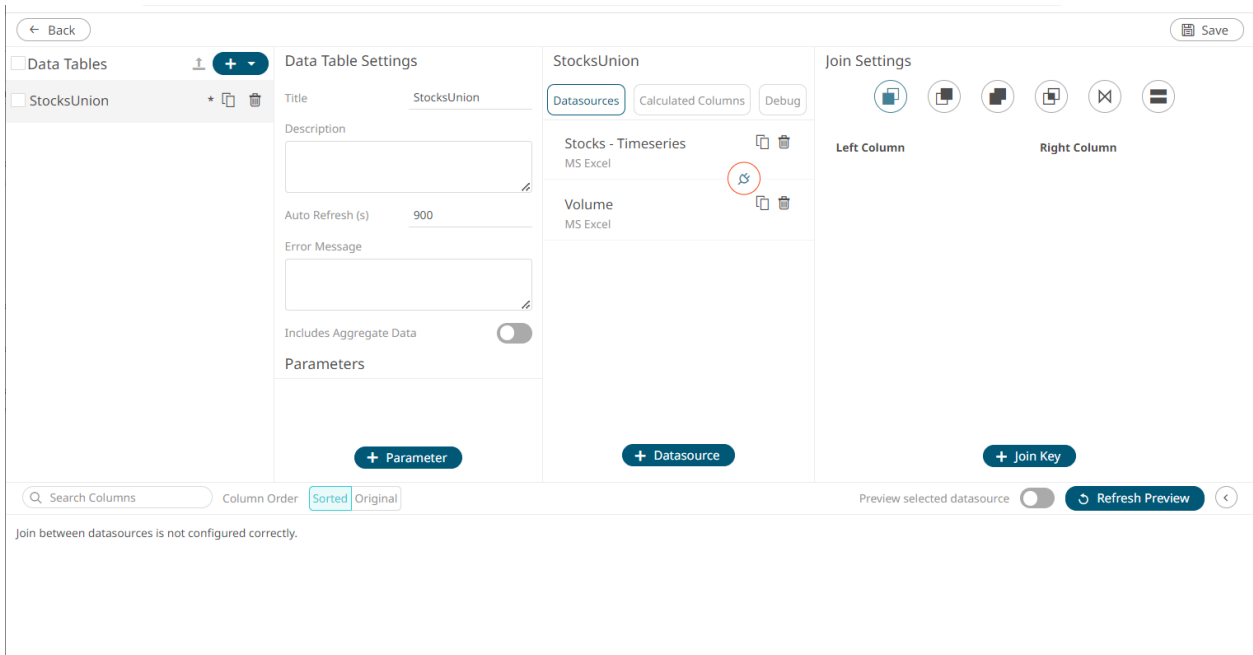 Back
Save
Data Tables
StocksUnion *
Data Table Settings
Title StocksUnion
Description
Auto Refresh (s) 900
Error Message
Includes Aggregate Data
Parameters
+ Parameter
StocksUnion
Datasources Calculated Columns Debug
Stocks - Timeseries
MS Excel
Volume
MS Excel
+ Datasource
Join Settings
Left Column Right Column
+ Join Key
Search Columns Column Order Sorted Original Preview selected datasource Refresh Preview
Join between datasources is not configured correctly.